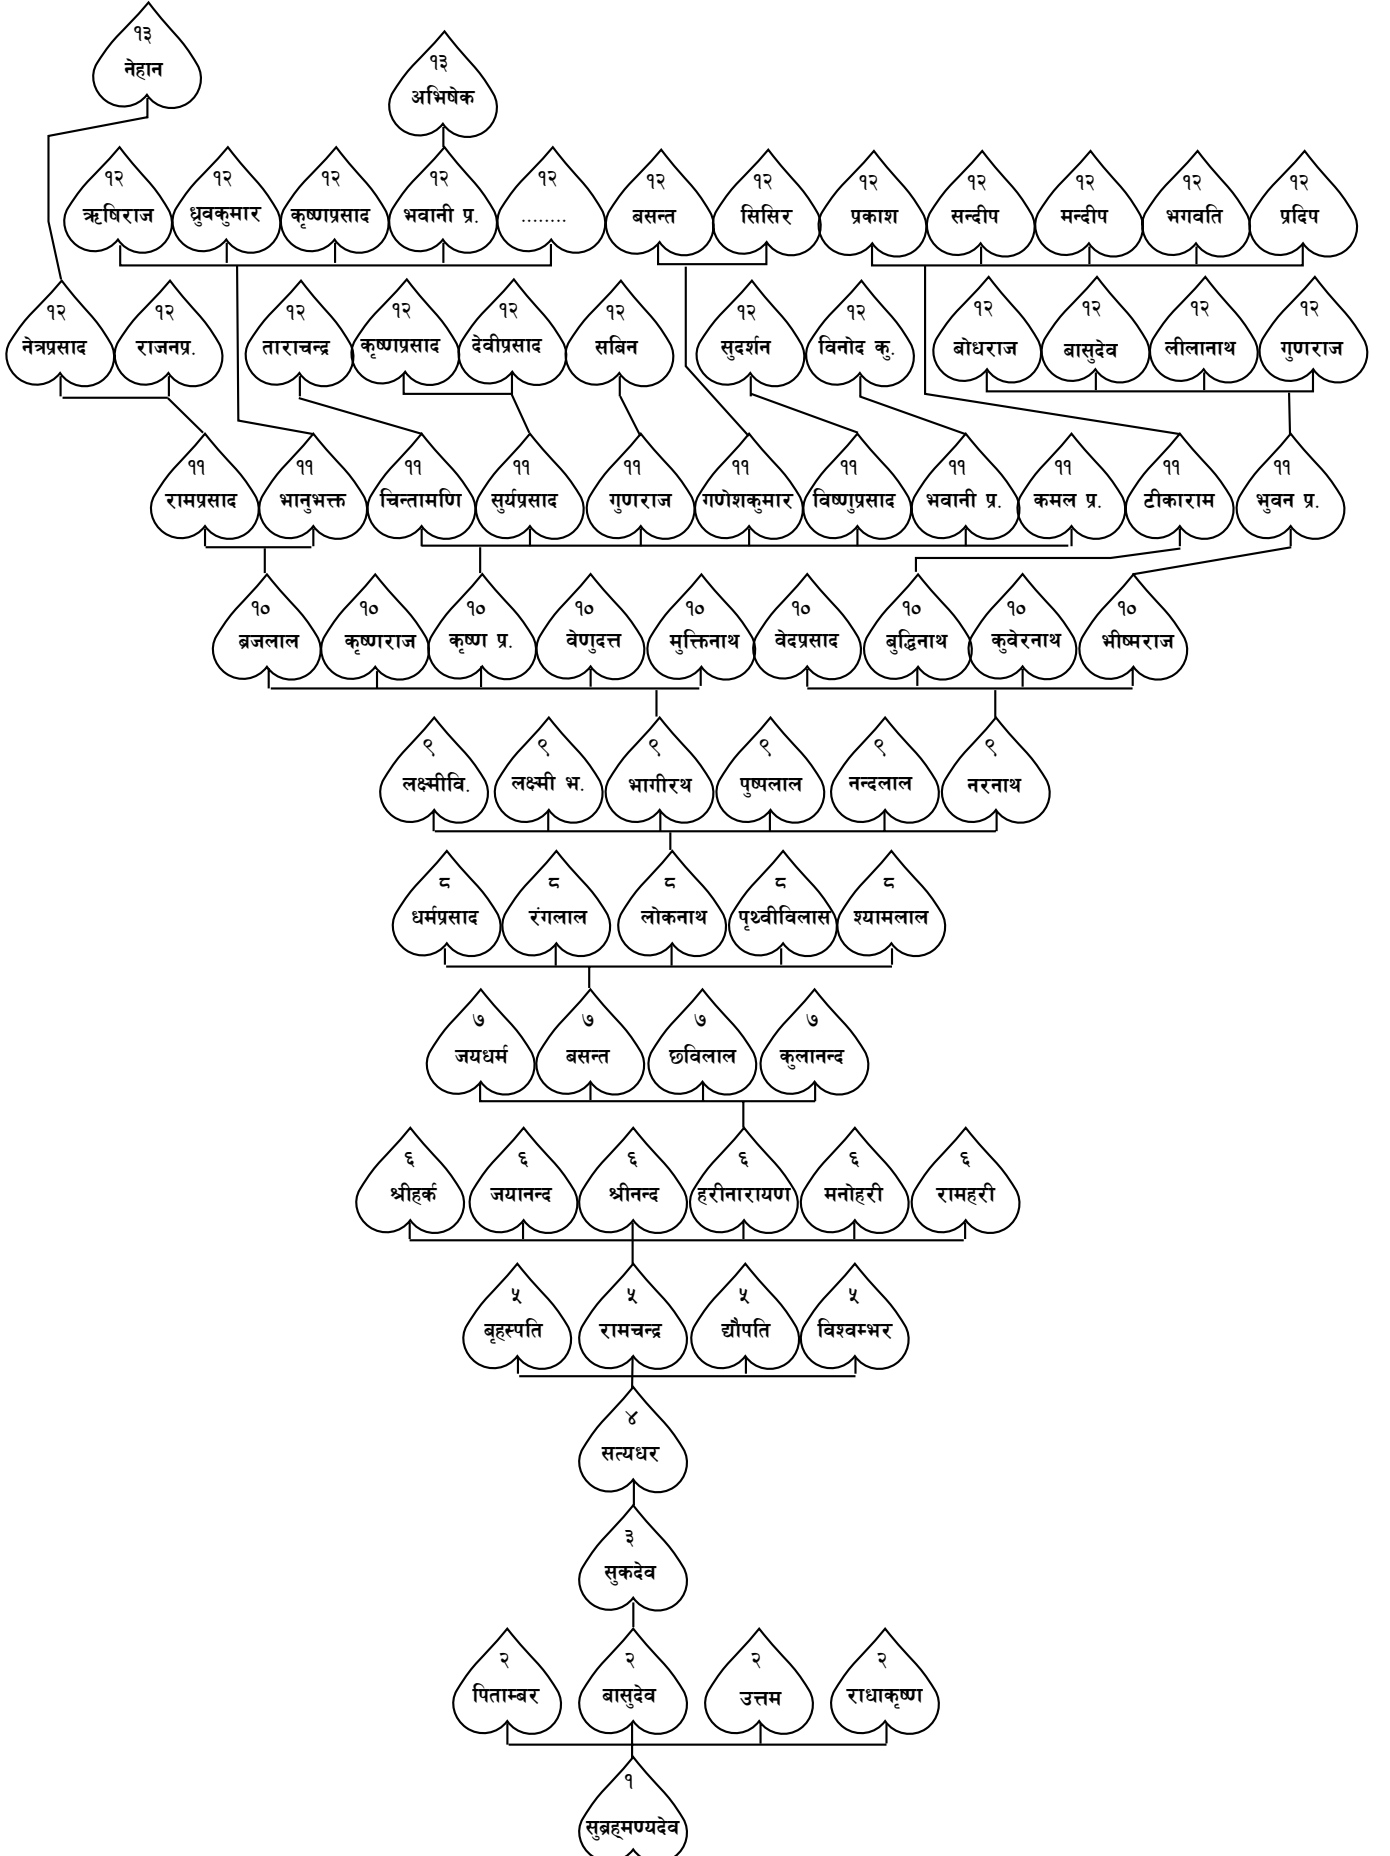 १३
नेहान
१३
अभिषेक
१२ १२ १२ १२ १२ १२ १२ १२ १२ १२ १२ १२
ऋषिराज ध्रुवकुमार कृष्णप्रसाद भवानी प्र. ........ बसन्त सिसिर प्रकाश सन्दीप मन्दीप भगवति प्रदिप
१२ १२ १२ १२ १२ १२ १२ १२ १२ १२ १२ १२
नेत्रप्रसाद राजनप्र. ताराचन्द्र कृष्णप्रसाद देवीप्रसाद सबिन सुदर्शन विनोद कु. बोधराज बासुदेव लीलानाथ गुणराज
११ ११ ११ ११ ११ ११ ११ ११ ११ ११ ११
रामप्रसाद भानुभक्त चिन्तामणि सुर्यप्रसाद गुणराज गणेशकुमार विष्णुप्रसाद भवानी प्र. कमल प्र. टीकाराम भुवन प्र.
१० १० १० १० १० १० १० १० १०
ब्रजलाल कृष्णराज कृष्ण प्र. वेणुदत्त मुक्तिनाथ वेदप्रसाद बुद्धिनाथ कुवेरनाथ भीष्मराज
९ ९ ९ ९ ९ ९
लक्ष्मीवि. लक्ष्मी भ. भागीरथ पुष्पलाल नन्दलाल नरनाथ
८ ८ ८ ८ ८
धर्मप्रसाद रंगलाल लोकनाथ पृथ्वीविलास श्यामलाल
७ ७ ७ ७
जयधर्म बसन्त छविलाल कुलानन्द
६ ६ ६ ६ ६ ६
श्रीहर्क जयानन्द श्रीनन्द हरीनारायण मनोहरी रामहरी
५ ५ ५ ५
बृहस्पति रामचन्द्र द्यौपति विश्वम्भर
४
सत्यधर
३
सुकदेव
२ २ २ २
पिताम्बर बासुदेव उत्तम राधाकृष्ण
१
सुब्रह्मण्यदेव